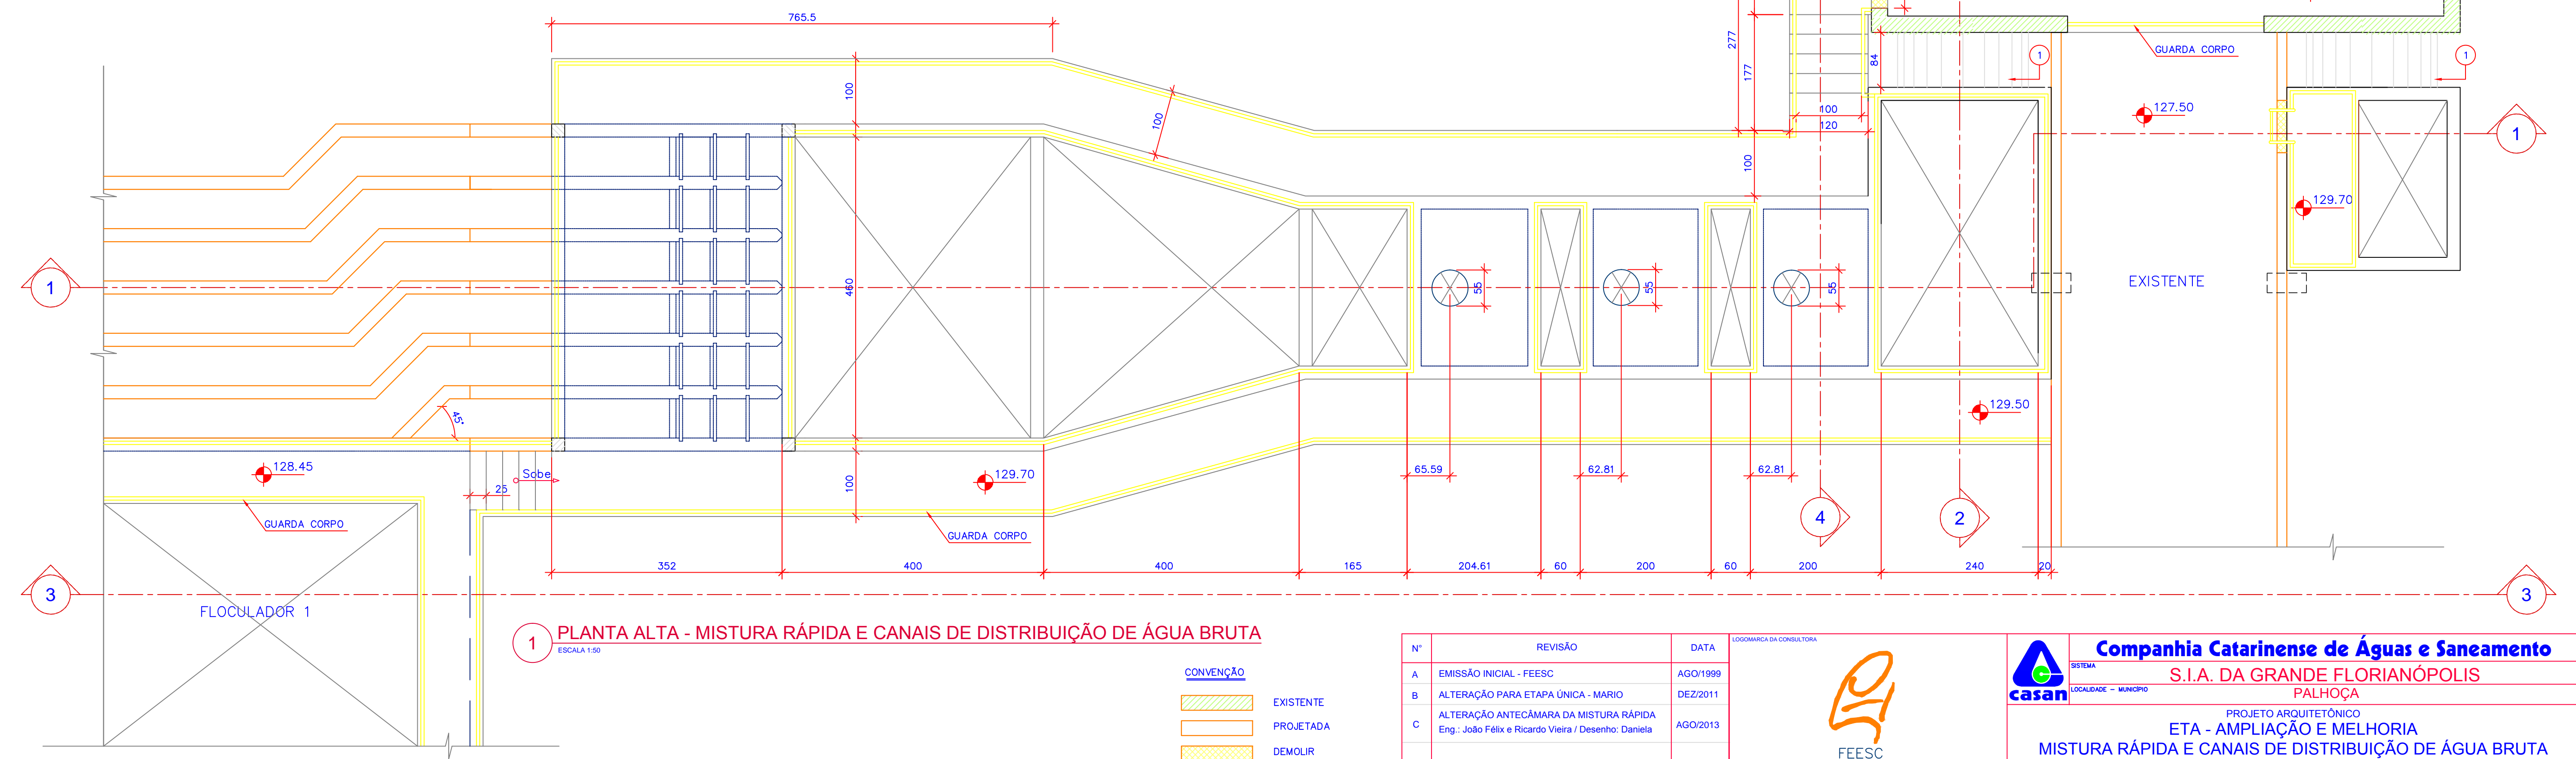 765.5
277
177
84
GUARDA CORPO
1
1
100
100
100
120
127.50
1
100
129.70
1
460
55
55
55
EXISTENTE
45°
129.50
128.45
Sobe
25
129.70
100
65.59
62.81
62.81
GUARDA CORPO
GUARDA CORPO
4
2
352
400
400
165
204.61
60
200
60
200
240
20
3
3
FLOCULADOR 1
1
PLANTA ALTA - MISTURA RÁPIDA E CANAIS DE DISTRIBUIÇÃO DE ÁGUA BRUTA
ESCALA 1:50
CONVENÇÃO
EXISTENTE
PROJETADA
DEMOLIR
N° REVISÃO DATA
A EMISSÃO INICIAL - FEESC AGO/1999
B ALTERAÇÃO PARA ETAPA ÚNICA - MARIO DEZ/2011
C ALTERAÇÃO ANTECÂMARA DA MISTURA RÁPIDA
Eng.: João Félix e Ricardo Vieira / Desenho: Daniela AGO/2013
LOGOMARCA DA CONSULTORA
FEESC
casan
Companhia Catarinense de Águas e Saneamento
SISTEMA
S.I.A. DA GRANDE FLORIANÓPOLIS
LOCALIDADE - MUNICÍPIO
PALHOÇA
PROJETO ARQUITETÔNICO
ETA - AMPLIAÇÃO E MELHORIA
MISTURA RÁPIDA E CANAIS DE DISTRIBUIÇÃO DE ÁGUA BRUTA